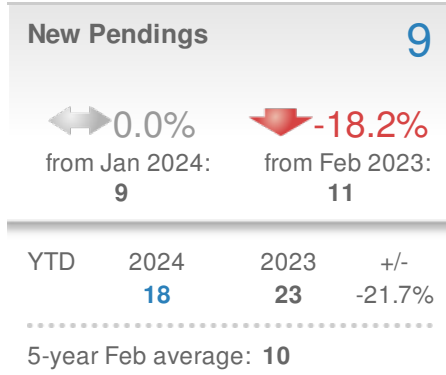 New Pendings 9
0.0% -18.2%
from Jan 2024: from Feb 2023:
9 11
YTD 2024 2023 +/-
18 23 -21.7%
5-year Feb average: 10